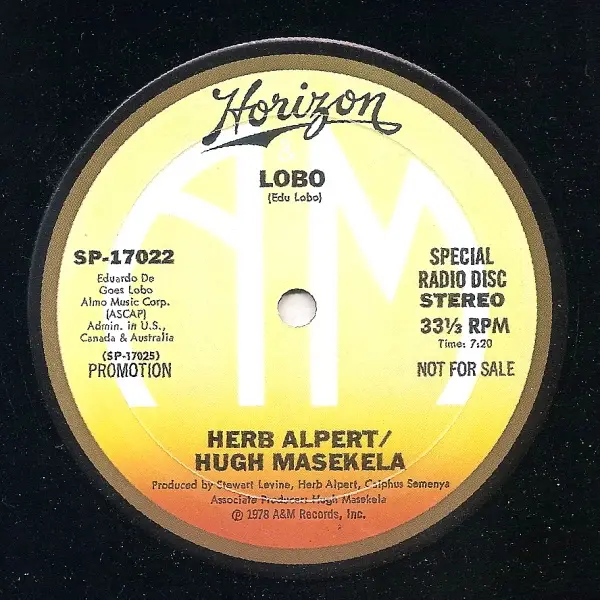 Horizon
AM
LOBO
(Edu Lobo)
SP-17022
Eduardo De
Goes Lobo
Almo Music Corp.
(ASCAP)
Admin. in U.S.,
Canada & Australia
(SP-17025)
PROMOTION
SPECIAL
RADIO DISC
STEREO
33⅓ RPM
Time: 7:20
NOT FOR SALE
HERB ALPERT/
HUGH MASEKELA
Produced by Stewart Levine, Herb Alpert, Caiphus Semenya
Associate Producer: Hugh Masekela
℗ 1978 A&M Records, Inc.